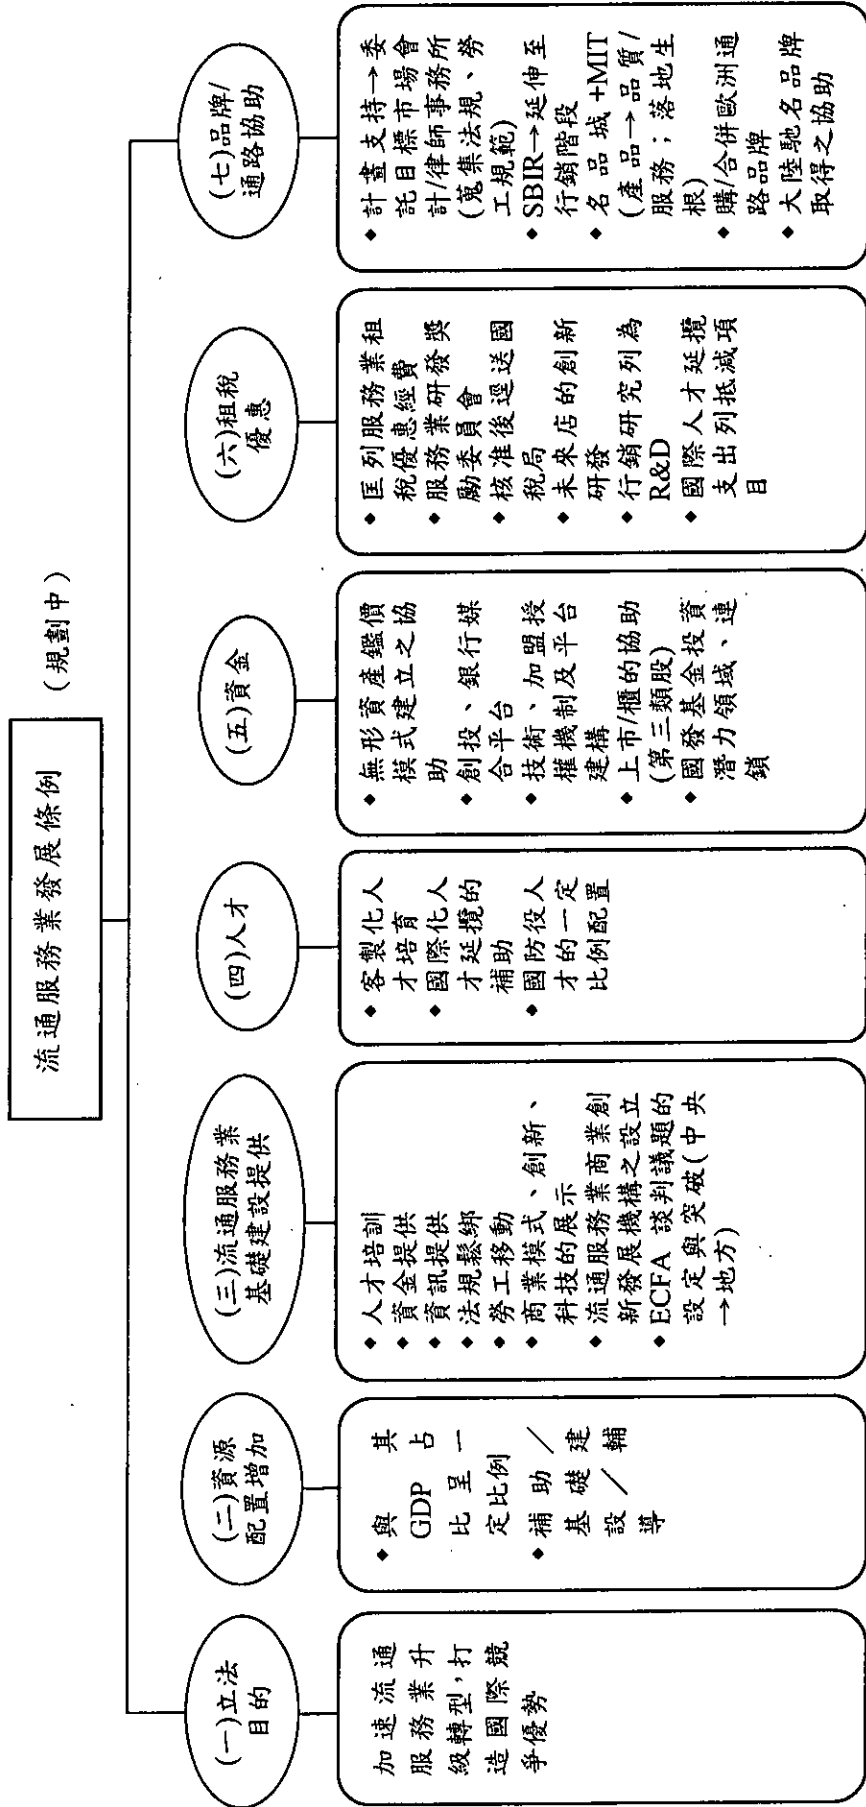 流通服務業發展條例
(規劃中)
(一)立法
目的
加速流通
服務業升
級轉型,打
造國際競
爭優勢
(二)資源
配置增加
◆ 與其
GDP 占
比呈一
定比例
◆ 補助／
基礎建
設／輔
導
(三)流通服務業
基礎建設提供
◆ 人才培訓
◆ 資金提供
◆ 資訊提供
◆ 法規鬆綁
◆ 勞工移動
◆ 商業模式、創新、
科技的展示
◆ 流通服務業商業創
新發展機構之設立
◆ ECFA 談判議題的
設定與突破(中央
→地方)
(四)人才
◆ 客製化人
才培育
◆ 國際化人
才延攬的
補助
◆ 國防役人
才的一定
比例配置
(五)資金
◆ 無形資產鑑價
模式建立之協
助
◆ 創投、銀行媒
合平台
◆ 技術、加盟授
權機制及平台
建構
◆ 上市/櫃的協助
(第三類股)
◆ 國發基金投資
潛力領域、連
鎖
(六)租稅
優惠
◆ 匡列服務業租
稅優惠經費
◆ 服務業研發獎
勵委員會
◆ 核准後逕送國
稅局
◆ 未來店的創新
研發
◆ 行銷研究列為
R&D
◆ 國際人才延攬
支出列抵減項
目
(七)品牌/
通路協助
◆ 計畫支持→委
託目標市場會
計/律師事務所
(蒐集法規、勞
工規範)
◆ SBIR→延伸至
行銷階段
◆ 名品城+MIT
(產品→品質/
服務；落地生
根)
◆ 購/合併歐洲通
路品牌
◆ 大陸馳名品牌
取得之協助